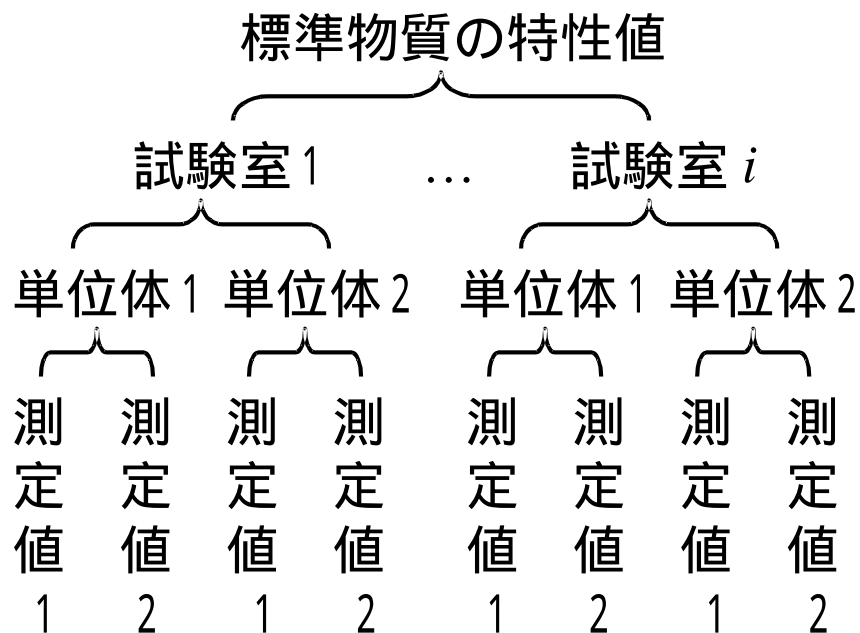 標準物質の特性値
試験室 1 … 試験室 i
単位体 1 単位体 2 単位体 1 単位体 2
測定値 1 測定値 2 測定値 1 測定値 2 測定値 1 測定値 2 測定値 1 測定値 2